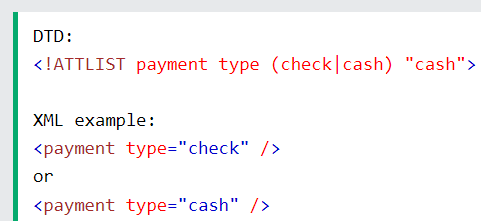 DTD:
<!ATTLIST payment type (check|cash) "cash">
XML example:
<payment type="check" />
or
<payment type="cash" />